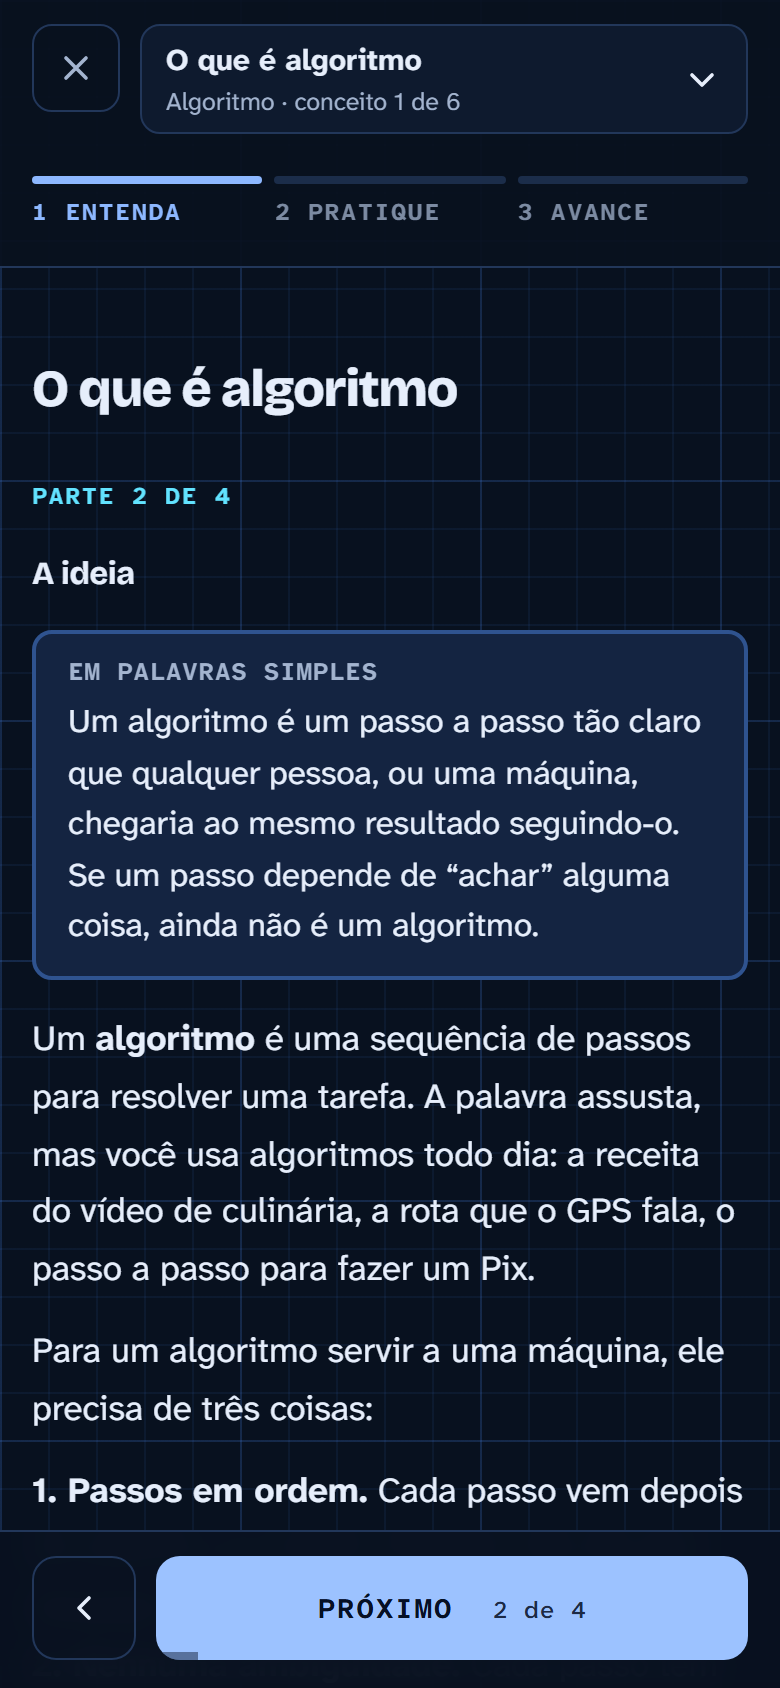 O que é algoritmo
Algoritmo · conceito 1 de 6
1 ENTENDA
2 PRATIQUE
3 AVANCE
O que é algoritmo
PARTE 2 DE 4
A ideia
EM PALAVRAS SIMPLES
Um algoritmo é um passo a passo tão claro
que qualquer pessoa, ou uma máquina,
chegaria ao mesmo resultado seguindo-o.
Se um passo depende de “achar” alguma
coisa, ainda não é um algoritmo.
Um algoritmo é uma sequência de passos
para resolver uma tarefa. A palavra assusta,
mas você usa algoritmos todo dia: a receita
do vídeo de culinária, a rota que o GPS fala, o
passo a passo para fazer um Pix.
Para um algoritmo servir a uma máquina, ele
precisa de três coisas:
1. Passos em ordem. Cada passo vem depois
PRÓXIMO 2 de 4